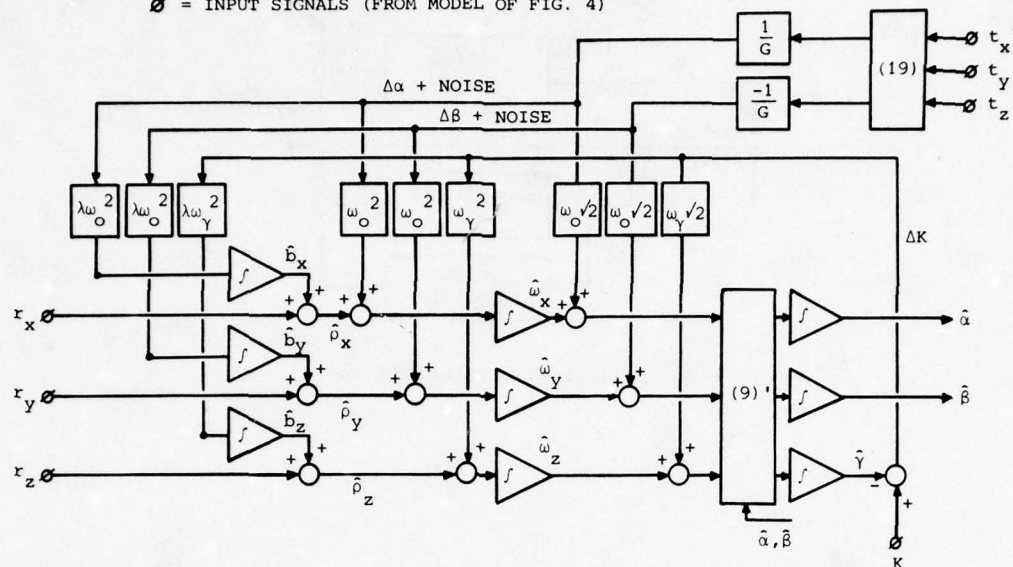 ø = INPUT SIGNALS (FROM MODEL OF FIG. 4)
1/G
(19)
t_x
t_y
t_z
-1/G
Δα + NOISE
Δβ + NOISE
λω_o^2
λω_o^2
λω_γ^2
ω_o^2
ω_o^2
ω_γ^2
ω_o√2
ω_o√2
ω_γ√2
ΔK
∫
b̂_x
+
+
+
+
r_x
ρ̂_x
∫
ω̂_x
+
+
∫
α̂
∫
b̂_y
+
+
+
+
r_y
ρ̂_y
∫
ω̂_y
+
+
(9)'
∫
β̂
∫
b̂_z
+
+
+
+
r_z
ρ̂_z
∫
ω̂_z
+
+
∫
γ̂
-
+
α̂,β̂
K